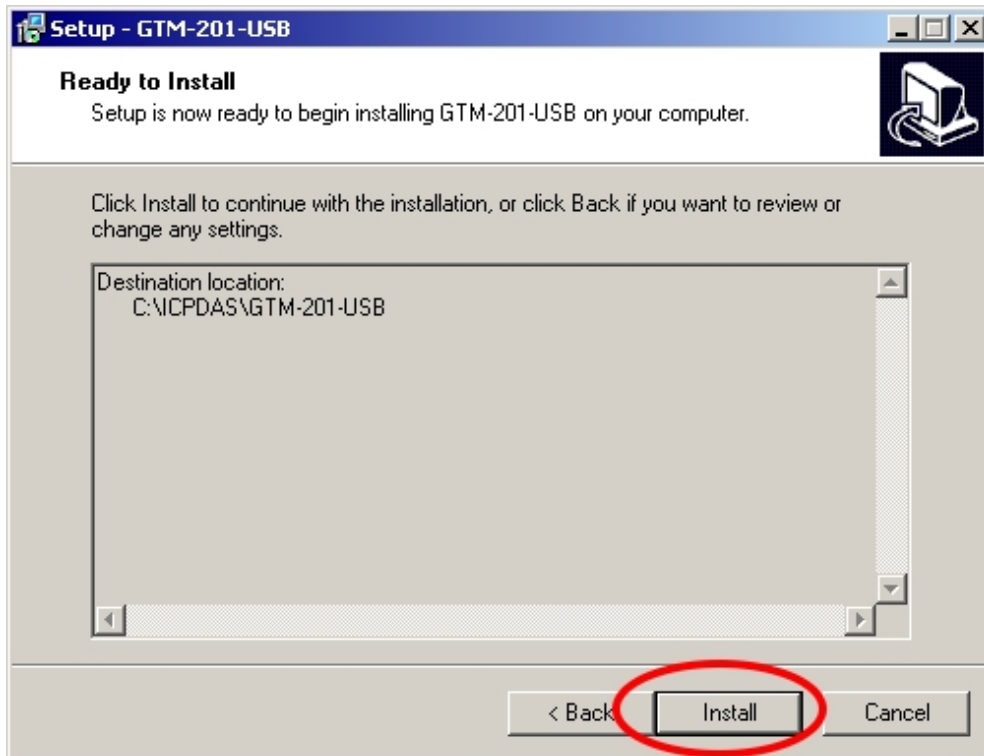 Setup - GTM-201-USB
Ready to Install
Setup is now ready to begin installing GTM-201-USB on your computer.
Click Install to continue with the installation, or click Back if you want to review or
change any settings.
Destination location:
C:\ICPDAS\GTM-201-USB
< Back
Install
Cancel